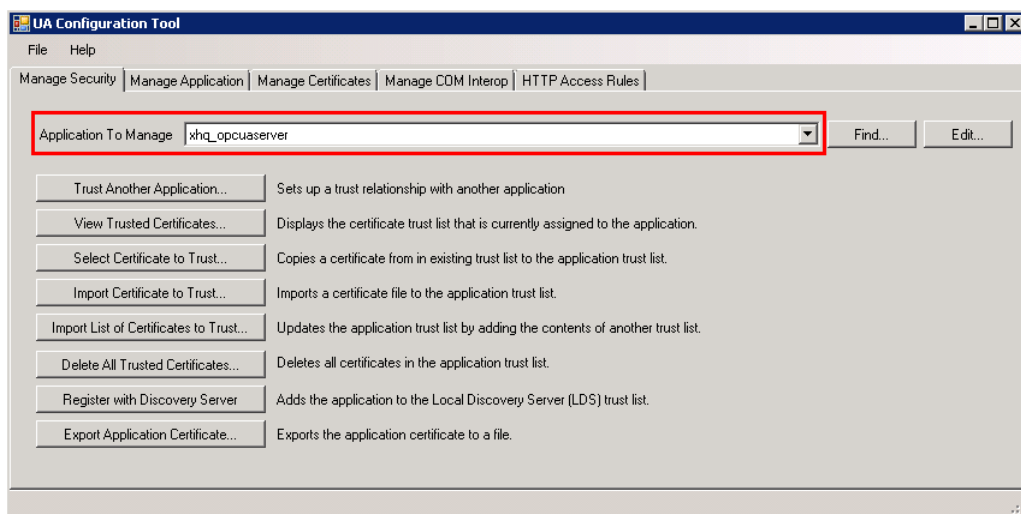 UA Configuration Tool
File Help
Manage Security Manage Application Manage Certificates Manage COM Interop HTTP Access Rules
Application To Manage xhq_opcuaserver Find... Edit...
Trust Another Application... Sets up a trust relationship with another application
View Trusted Certificates... Displays the certificate trust list that is currently assigned to the application.
Select Certificate to Trust... Copies a certificate from in existing trust list to the application trust list.
Import Certificate to Trust... Imports a certificate file to the application trust list.
Import List of Certificates to Trust... Updates the application trust list by adding the contents of another trust list.
Delete All Trusted Certificates... Deletes all certificates in the application trust list.
Register with Discovery Server Adds the application to the Local Discovery Server (LDS) trust list.
Export Application Certificate... Exports the application certificate to a file.